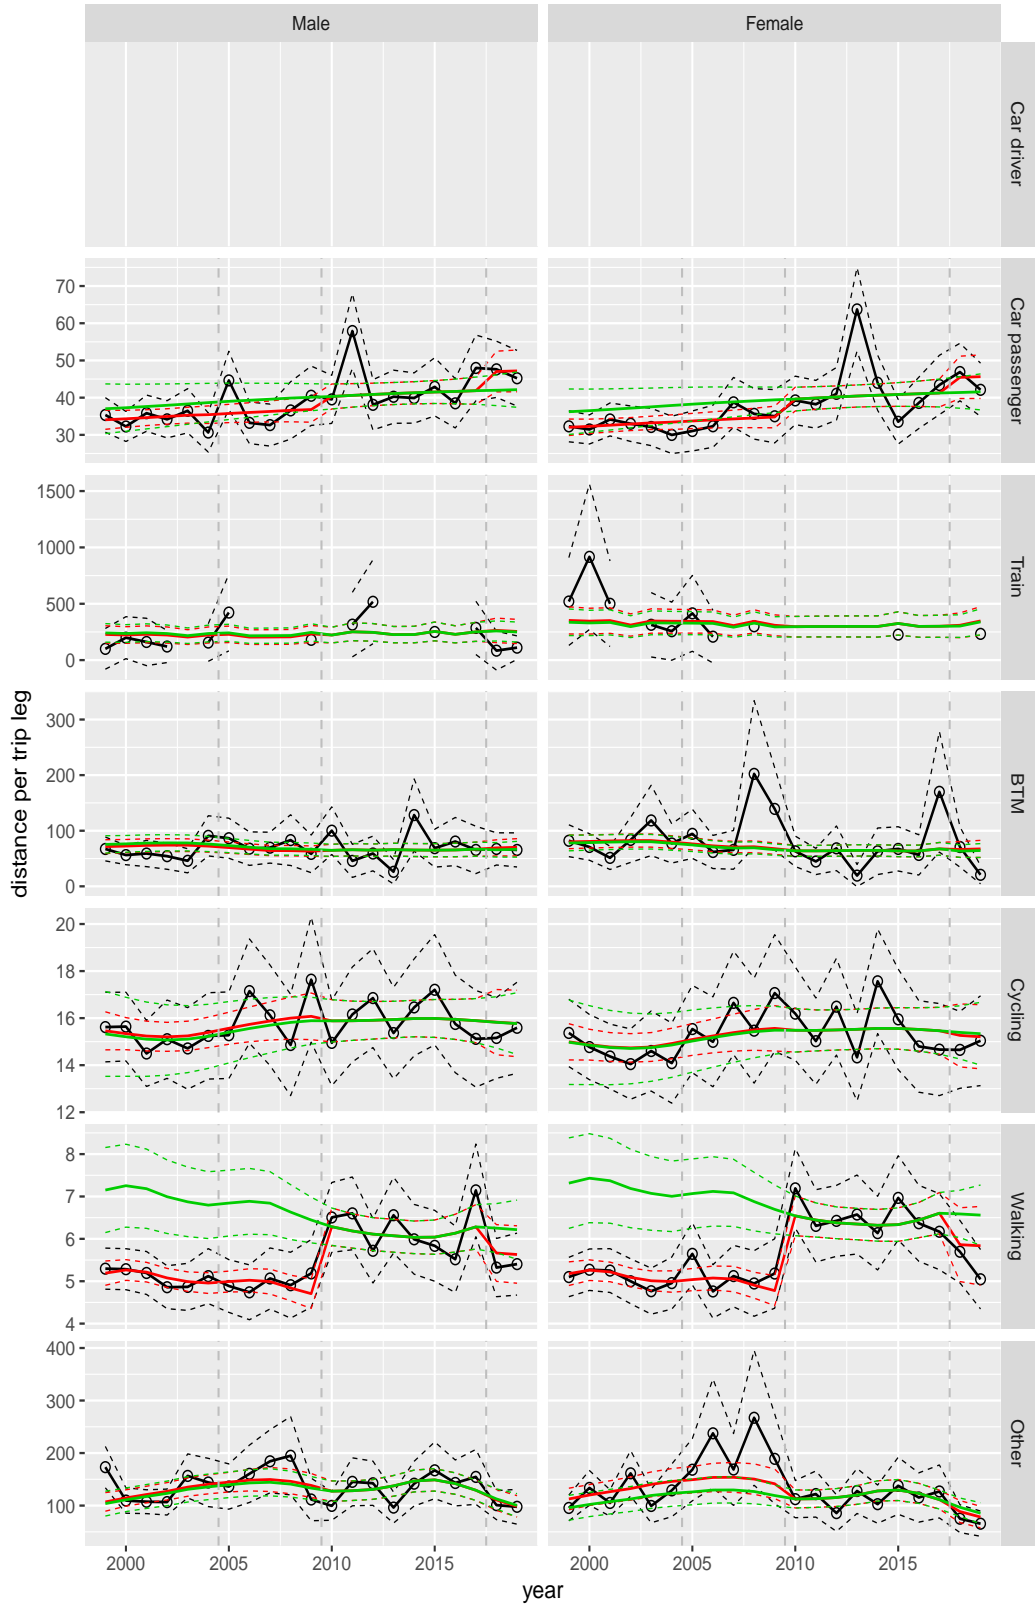 Male Female
Car driver
70
60
50
40
30
Car passenger
1500
1000
500
0
Train
300
200
100
0
BTM
20
18
16
14
12
Cycling
8
7
6
5
4
Walking
400
300
200
100
Other
2000 2005 2010 2015 2000 2005 2010 2015
year
distance per trip leg